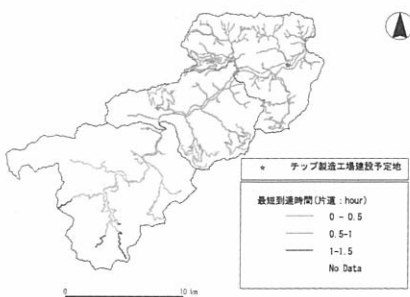 * チップ製造工場建設予定地
最短到達時間(片道:hour)
0 - 0.5
0.5-1
1-1.5
No Data
0 10 km